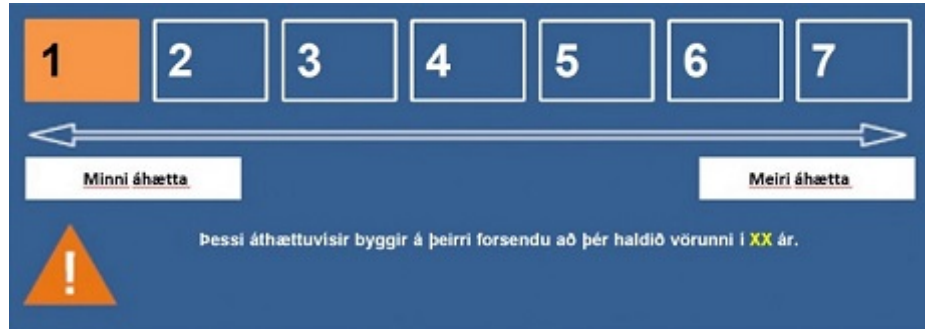 1 2 3 4 5 6 7
Minni áhætta Meiri áhætta
!
Þessi áthættuvísir byggir á þeirri forsendu að þér haldið vörunni í XX ár.